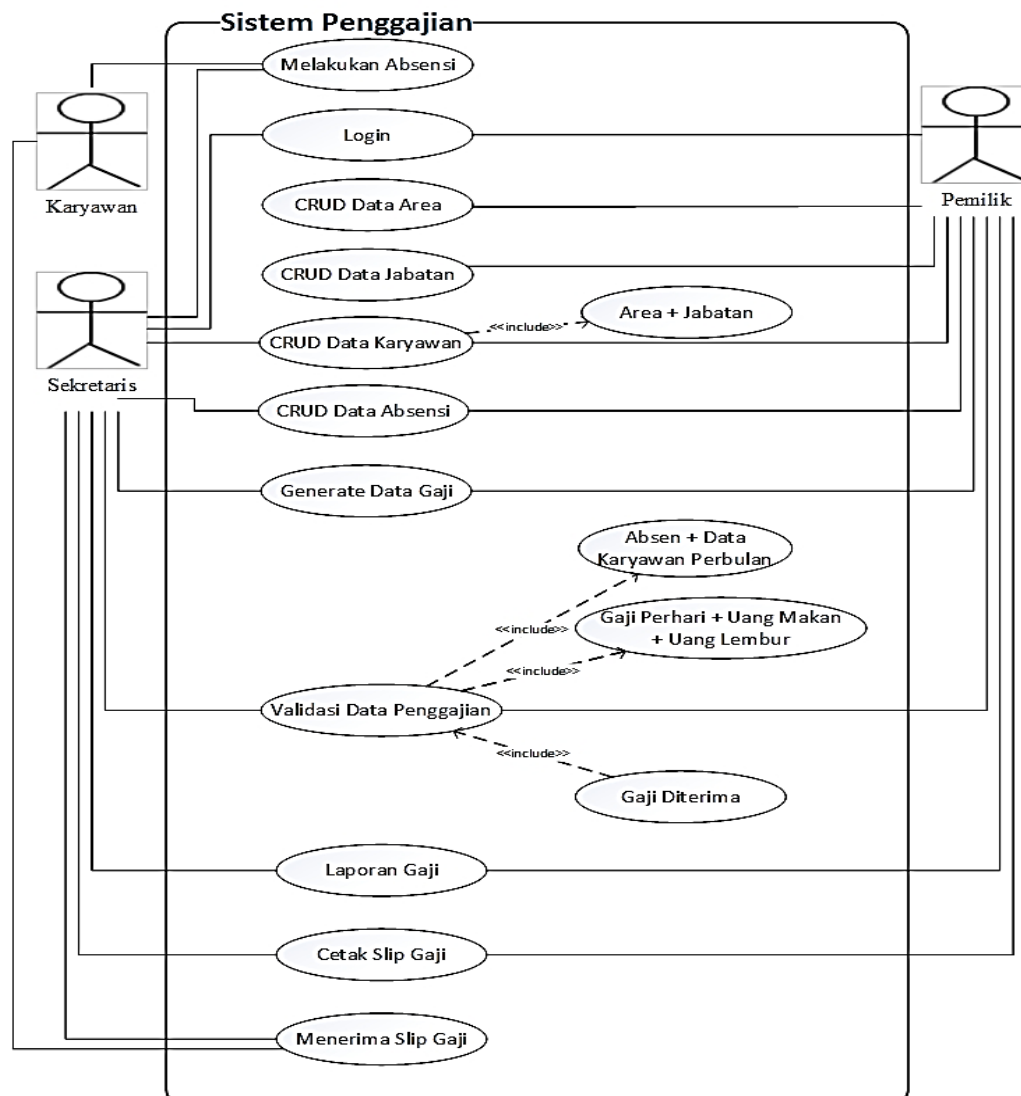 Sistem Penggajian
Melakukan Absensi
Login
Karyawan
CRUD Data Area
Pemilik
CRUD Data Jabatan
Area + Jabatan
<<include>>
CRUD Data Karyawan
Sekretaris
CRUD Data Absensi
Generate Data Gaji
Absen + Data
Karyawan Perbulan
Gaji Perhari + Uang Makan
+ Uang Lembur
<<include>>
<<include>>
Validasi Data Penggajian
<<include>>
Gaji Diterima
Laporan Gaji
Cetak Slip Gaji
Menerima Slip Gaji